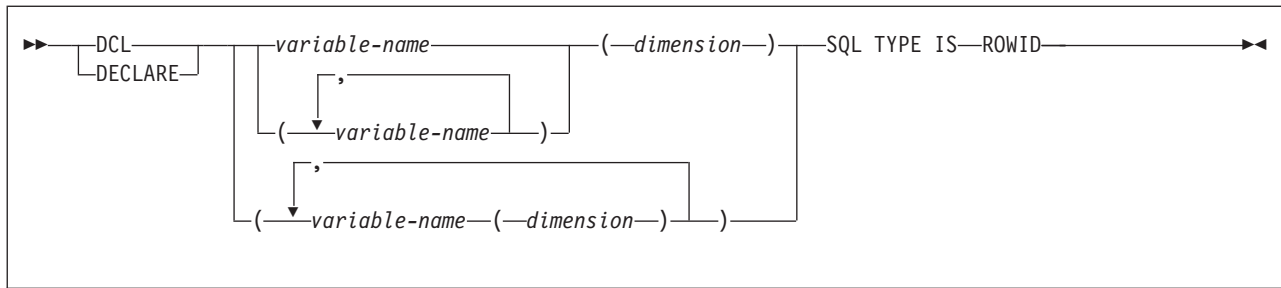 DCL variable-name ( dimension ) SQL TYPE IS ROWID
DECLARE ,
( variable-name )
,
( variable-name ( dimension ) )